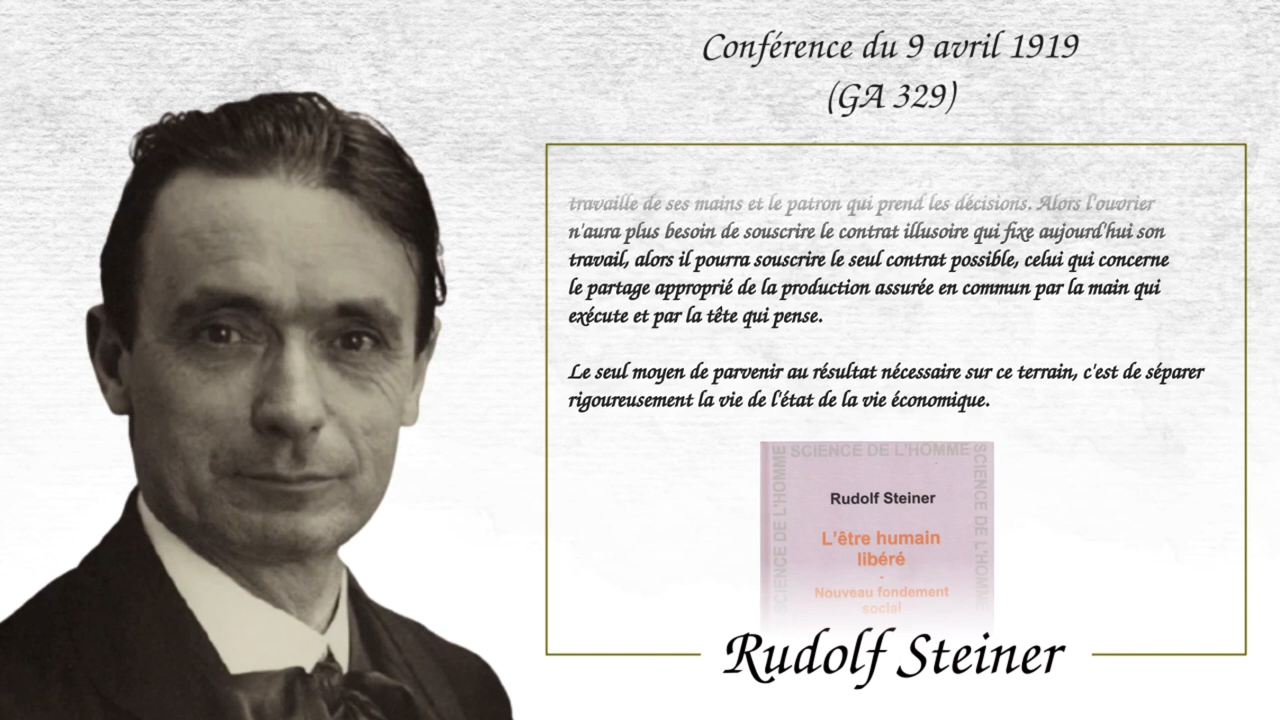 Conférence du 9 avril 1919
(GA 329)
travaille de ses mains et le patron qui prend les décisions. Alors l'ouvrier
n'aura plus besoin de souscrire le contrat illusoire qui fixe aujourd'hui son
travail, alors il pourra souscrire le seul contrat possible, celui qui concerne
le partage approprié de la production assurée en commun par la main qui
exécute et par la tête qui pense.
Le seul moyen de parvenir au résultat nécessaire sur ce terrain, c'est de séparer
rigoureusement la vie de l'état de la vie économique.
SCIENCE DE L'HOMME
SCIENCE DE L'HOMME
SCIENCE DE L'HOMME
Rudolf Steiner
L'être humain
libéré
-
Nouveau fondement
social
Rudolf Steiner